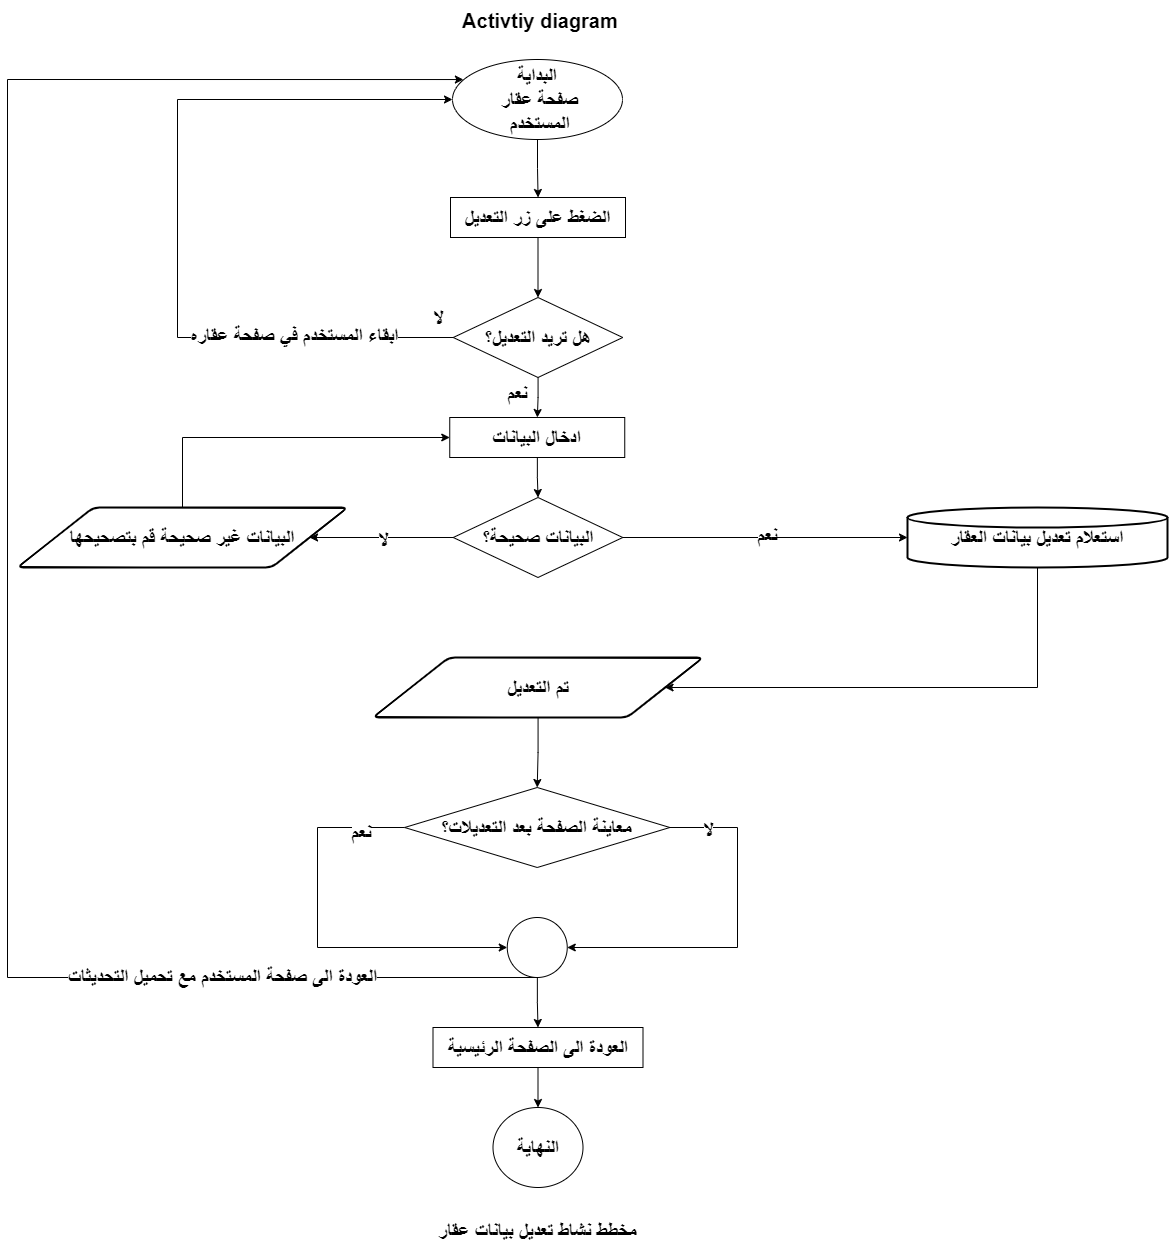 Activtiy diagram
البداية
صفحة عقار
المستخدم
الضغط على زر التعديل
هل تريد التعديل؟
لا
ابقاء المستخدم في صفحة عقاره
نعم
ادخال البيانات
البيانات صحيحة؟
لا
البيانات غير صحيحة قم بتصحيحها
نعم
استعلام تعديل بيانات العقار
تم التعديل
معاينة الصفحة بعد التعديلات؟
نعم
لا
العودة الى صفحة المستخدم مع تحميل التحديثات
العودة الى الصفحة الرئيسية
النهاية
مخطط نشاط تعديل بيانات عقار